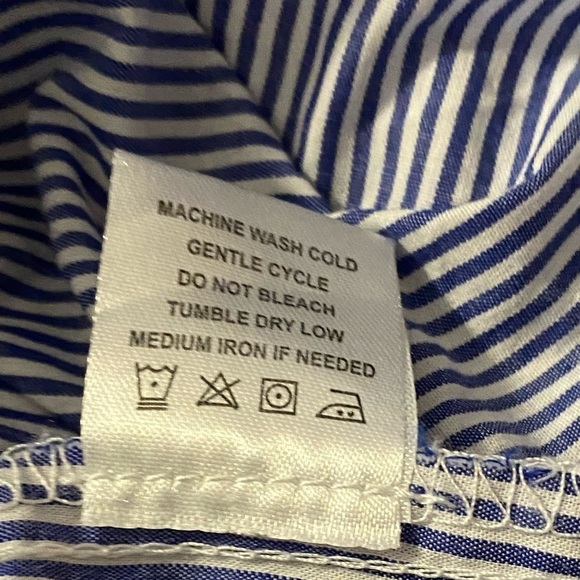 MACHINE WASH COLD
GENTLE CYCLE
DO NOT BLEACH
TUMBLE DRY LOW
MEDIUM IRON IF NEEDED